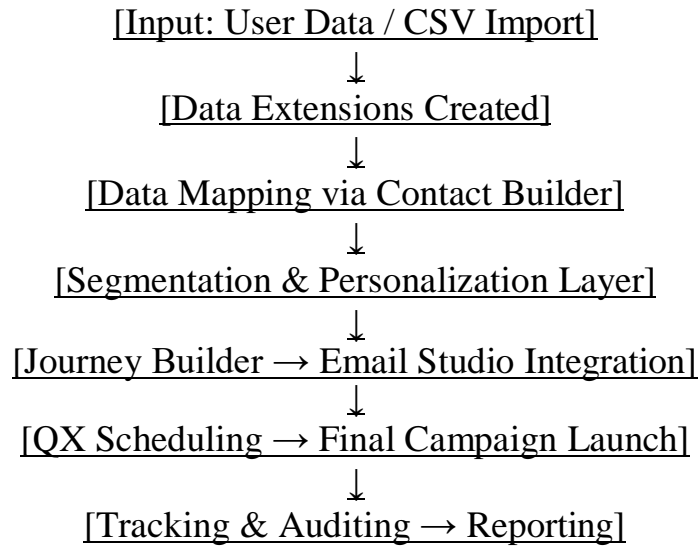 [Input: User Data / CSV Import]
↓
[Data Extensions Created]
↓
[Data Mapping via Contact Builder]
↓
[Segmentation & Personalization Layer]
↓
[Journey Builder → Email Studio Integration]
↓
[QX Scheduling → Final Campaign Launch]
↓
[Tracking & Auditing → Reporting]